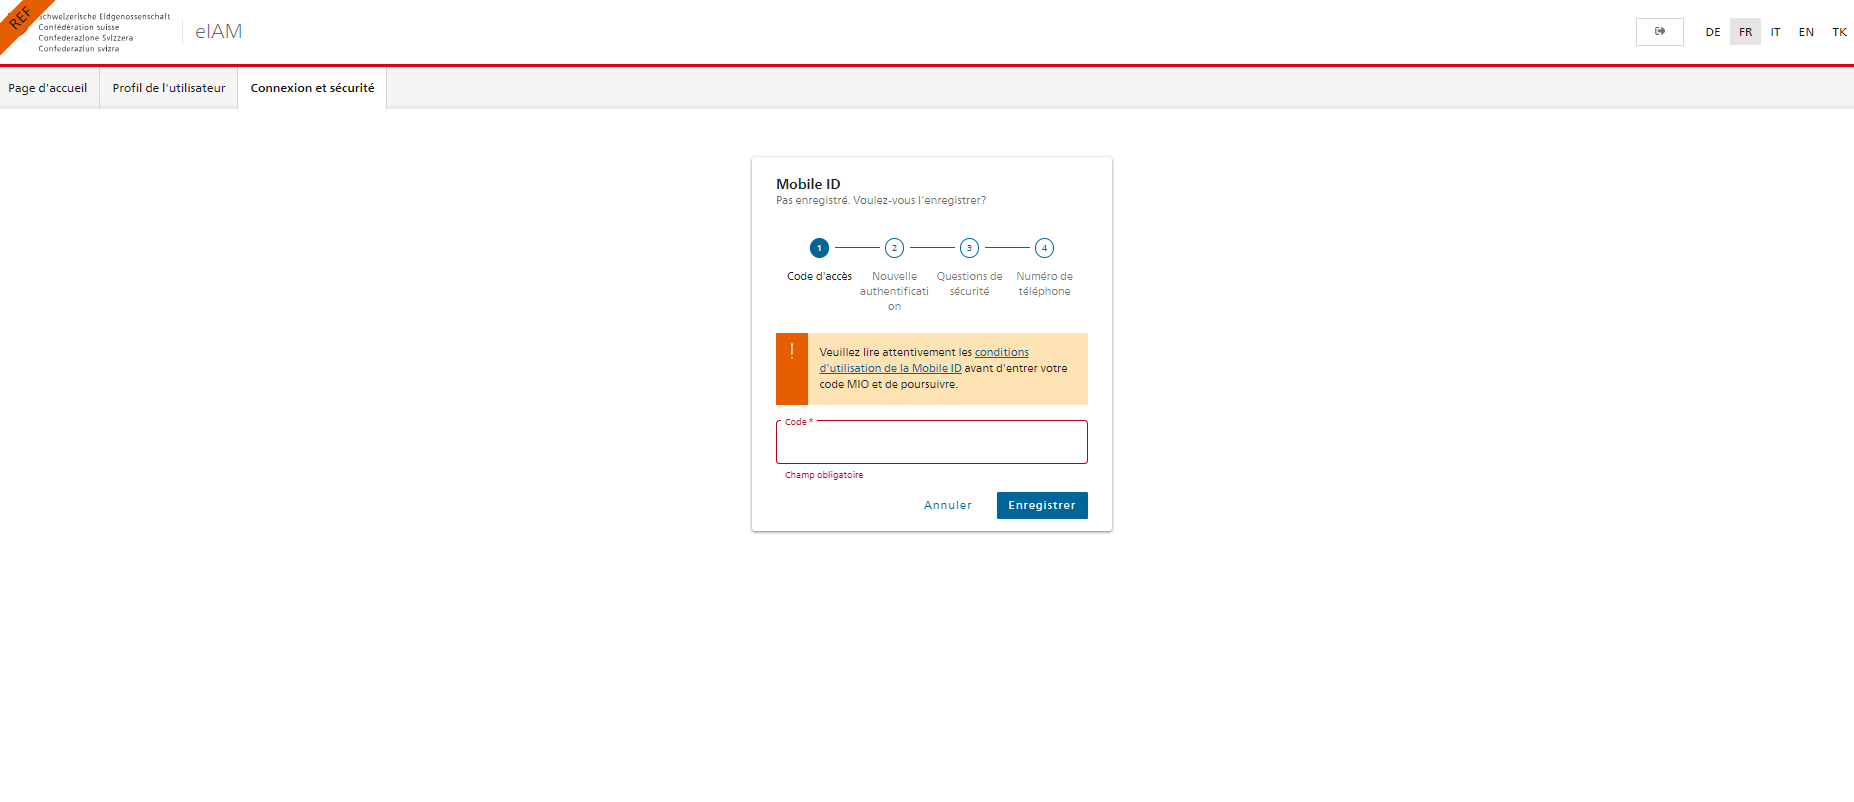 REF
Schweizerische Eidgenossenschaft
Confédération suisse
Confederazione Svizzera
Confederaziun svizra
eIAM
DE FR IT EN TK
Page d'accueil
Profil de l'utilisateur
Connexion et sécurité
Mobile ID
Pas enregistré. Voulez-vous l'enregistrer?
1 2 3 4
Code d'accès
Nouvelle
authentificati
on
Questions de
sécurité
Numéro de
téléphone
!
Veuillez lire attentivement les conditions
d'utilisation de la Mobile ID avant d'entrer votre
code MIO et de poursuivre.
Code *
Champ obligatoire
Annuler
Enregistrer